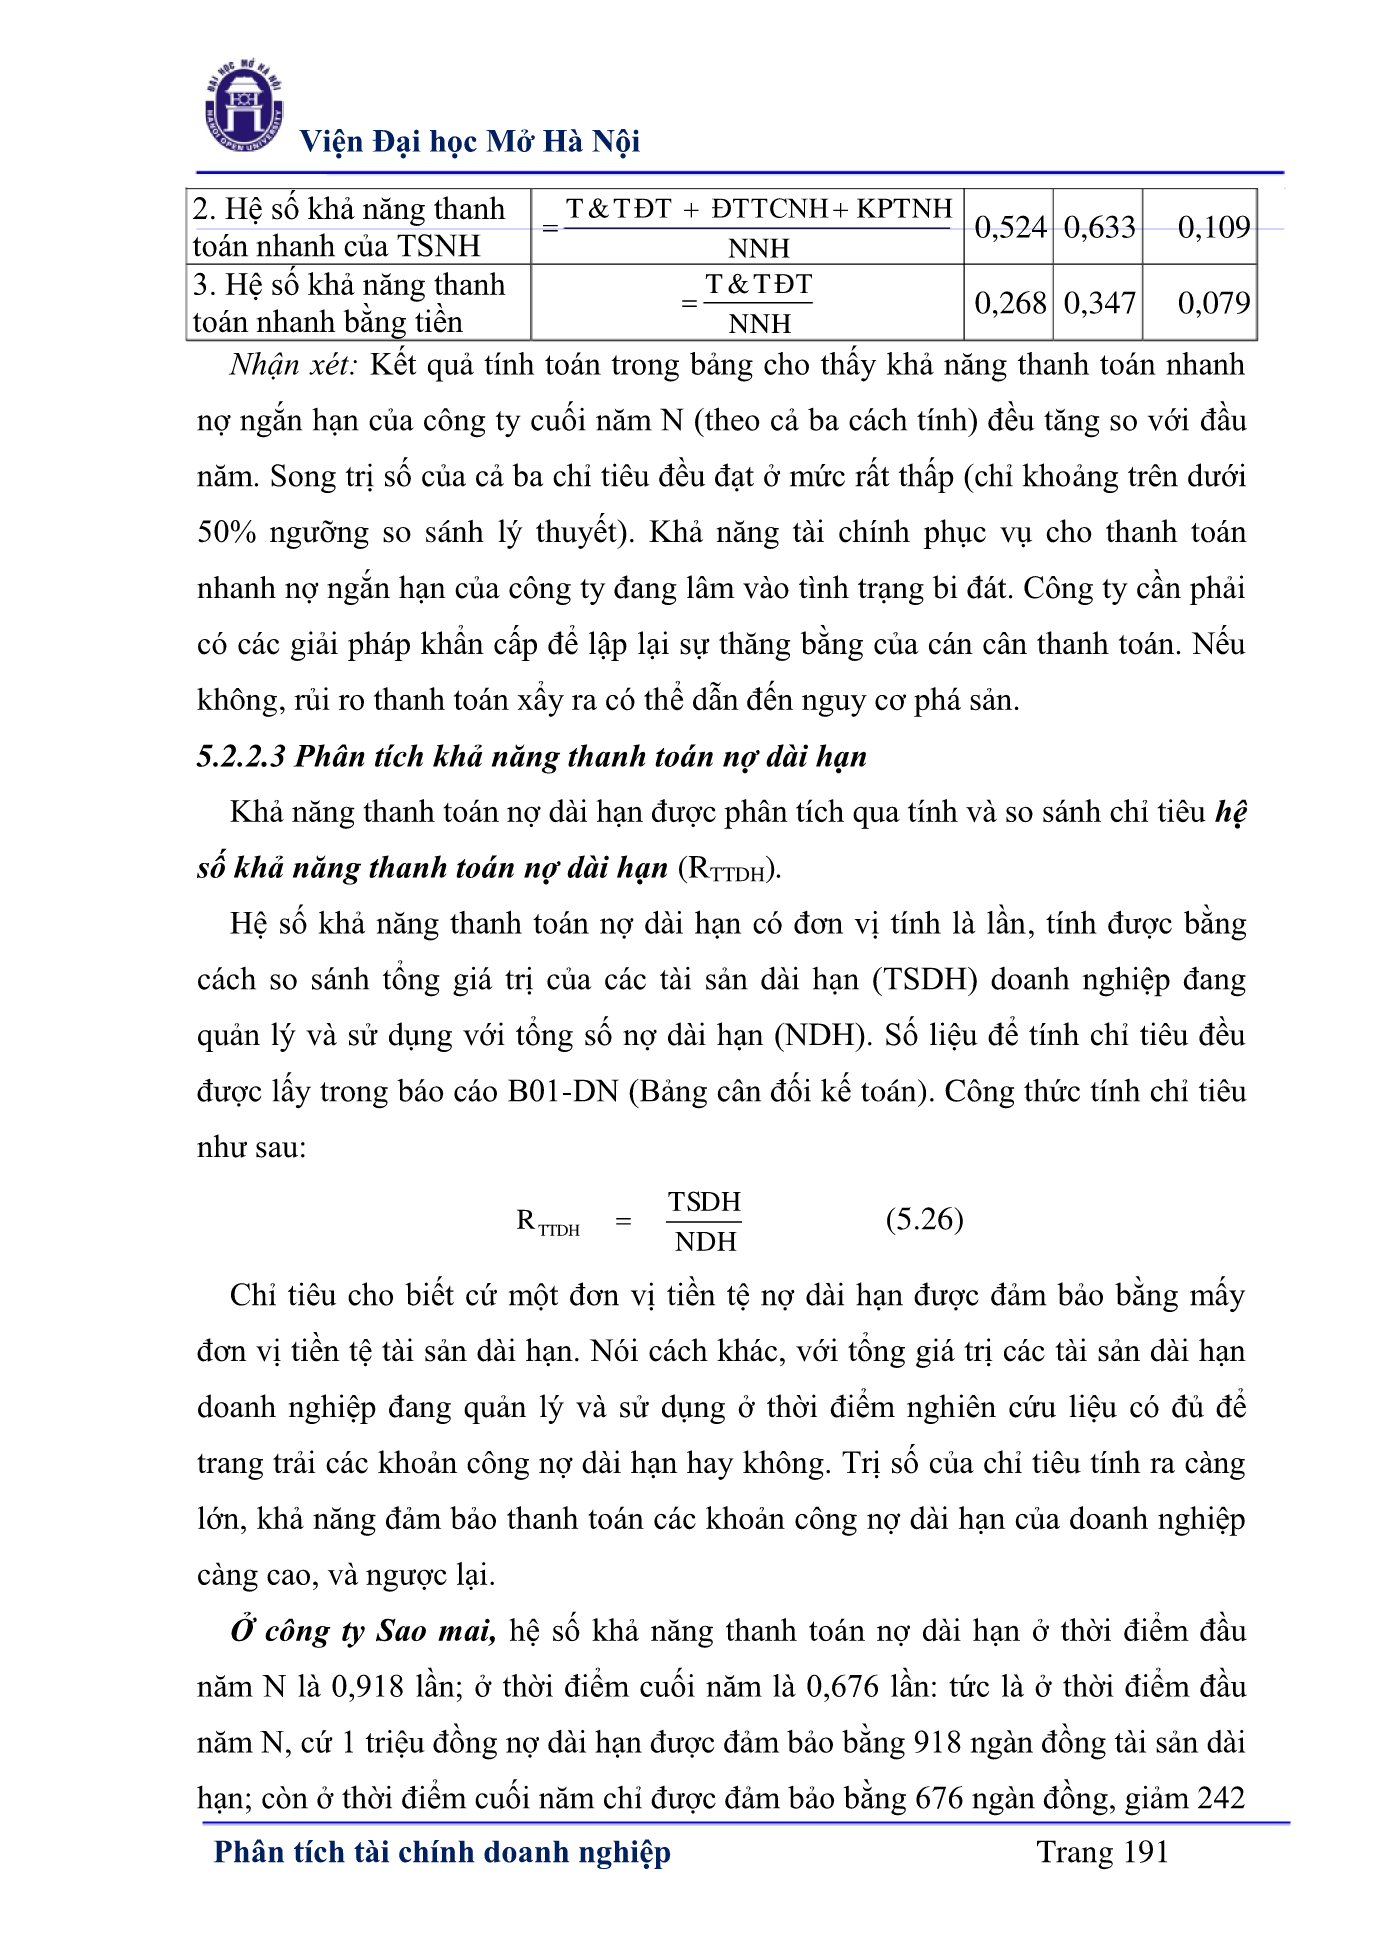 ĐẠI HỌC MỞ HÀ NỘI
HANOI OPEN UNIVERSITY
Viện Đại học Mở Hà Nội
2. Hệ số khả năng thanh toán nhanh của TSNH = T & TĐT + ĐTTCNH + KPTNH / NNH 0,524 0,633 0,109
3. Hệ số khả năng thanh toán nhanh bằng tiền = T & TĐT / NNH 0,268 0,347 0,079
Nhận xét: Kết quả tính toán trong bảng cho thấy khả năng thanh toán nhanh
nợ ngắn hạn của công ty cuối năm N (theo cả ba cách tính) đều tăng so với đầu
năm. Song trị số của cả ba chỉ tiêu đều đạt ở mức rất thấp (chỉ khoảng trên dưới
50% ngưỡng so sánh lý thuyết). Khả năng tài chính phục vụ cho thanh toán
nhanh nợ ngắn hạn của công ty đang lâm vào tình trạng bi đát. Công ty cần phải
có các giải pháp khẩn cấp để lập lại sự thăng bằng của cán cân thanh toán. Nếu
không, rủi ro thanh toán xẩy ra có thể dẫn đến nguy cơ phá sản.
5.2.2.3 Phân tích khả năng thanh toán nợ dài hạn
Khả năng thanh toán nợ dài hạn được phân tích qua tính và so sánh chỉ tiêu hệ
số khả năng thanh toán nợ dài hạn (RTTDH).
Hệ số khả năng thanh toán nợ dài hạn có đơn vị tính là lần, tính được bằng
cách so sánh tổng giá trị của các tài sản dài hạn (TSDH) doanh nghiệp đang
quản lý và sử dụng với tổng số nợ dài hạn (NDH). Số liệu để tính chỉ tiêu đều
được lấy trong báo cáo B01-DN (Bảng cân đối kế toán). Công thức tính chỉ tiêu
như sau:
RTTDH = TSDH / NDH (5.26)
Chỉ tiêu cho biết cứ một đơn vị tiền tệ nợ dài hạn được đảm bảo bằng mấy
đơn vị tiền tệ tài sản dài hạn. Nói cách khác, với tổng giá trị các tài sản dài hạn
doanh nghiệp đang quản lý và sử dụng ở thời điểm nghiên cứu liệu có đủ để
trang trải các khoản công nợ dài hạn hay không. Trị số của chỉ tiêu tính ra càng
lớn, khả năng đảm bảo thanh toán các khoản công nợ dài hạn của doanh nghiệp
càng cao, và ngược lại.
Ở công ty Sao mai, hệ số khả năng thanh toán nợ dài hạn ở thời điểm đầu
năm N là 0,918 lần; ở thời điểm cuối năm là 0,676 lần: tức là ở thời điểm đầu
năm N, cứ 1 triệu đồng nợ dài hạn được đảm bảo bằng 918 ngàn đồng tài sản dài
hạn; còn ở thời điểm cuối năm chỉ được đảm bảo bằng 676 ngàn đồng, giảm 242
Phân tích tài chính doanh nghiệp Trang 191